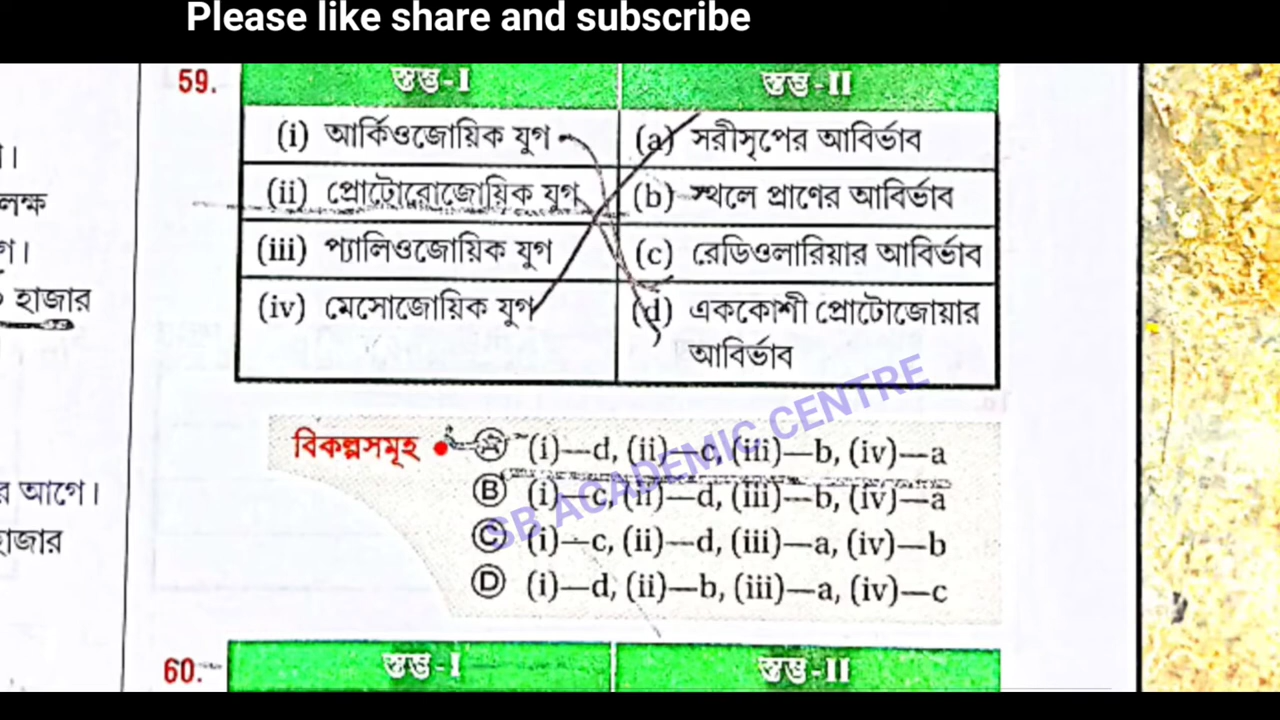 Please like share and subscribe
59. স্তম্ভ-I স্তম্ভ-II
(i) আর্কিওজোয়িক যুগ (a) সরীসৃপের আবির্ভাব
(ii) প্রোটোরোজোয়িক যুগ (b) স্থলে প্রাণের আবির্ভাব
লক্ষ
(iii) প্যালিওজোয়িক যুগ (c) রেডিওলারিয়ার আবির্ভাব
হাজার
(iv) মেসোজোয়িক যুগ (d) এককোশী প্রোটোজোয়ার
আবির্ভাব
বিকল্পসমূহ A (i)—d, (ii)—c, (iii)—b, (iv)—a
র আগে।
B (i)—c, (ii)—d, (iii)—b, (iv)—a
C (i)—c, (ii)—d, (iii)—a, (iv)—b
D (i)—d, (ii)—b, (iii)—a, (iv)—c
SB ACADEMIC CENTRE
60. স্তম্ভ-I স্তম্ভ-II